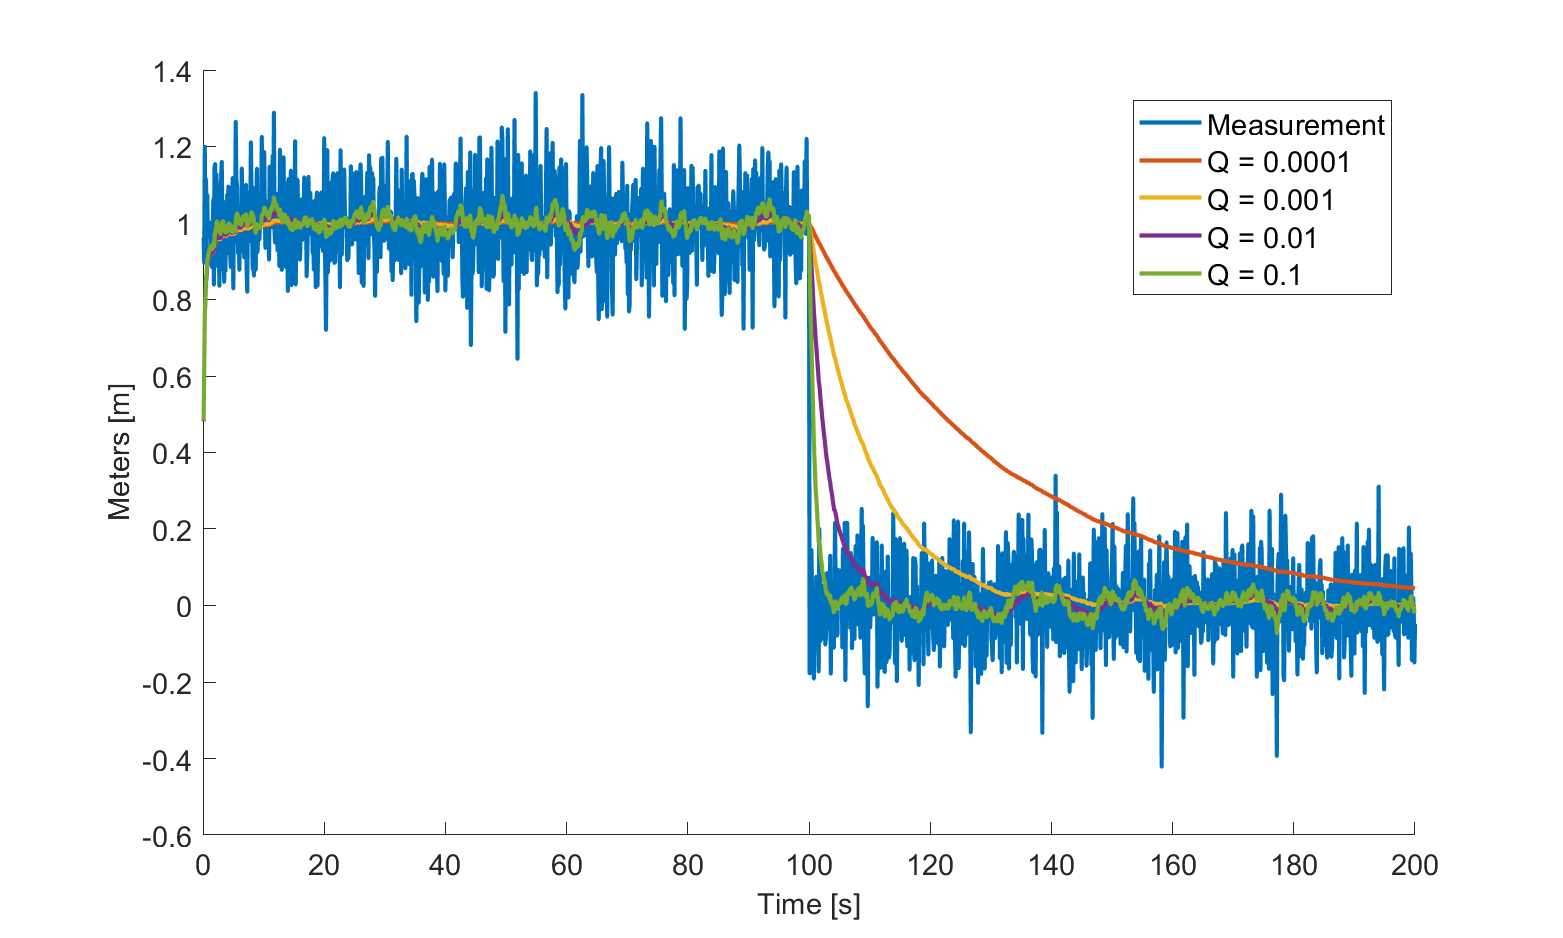 1.4
1.2
1
0.8
0.6
0.4
0.2
0
-0.2
-0.4
-0.6
Meters [m]
0 20 40 60 80 100 120 140 160 180 200
Time [s]
Measurement
Q = 0.0001
Q = 0.001
Q = 0.01
Q = 0.1